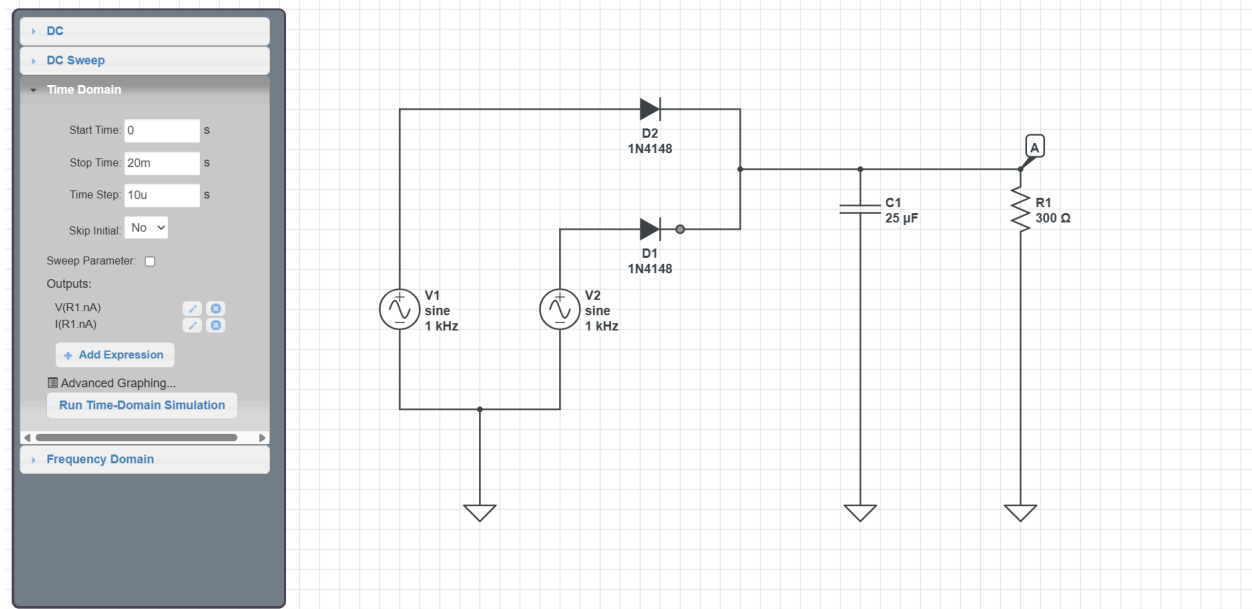 DC
DC Sweep
Time Domain
Start Time: 0 s
Stop Time: 20m s
Time Step: 10u s
Skip Initial: No
Sweep Parameter:
Outputs:
V(R1.nA)
I(R1.nA)
+ Add Expression
Advanced Graphing...
Run Time-Domain Simulation
Frequency Domain
D2
1N4148
A
C1
25 µF
R1
300 Ω
D1
1N4148
V1
sine
1 kHz
V2
sine
1 kHz